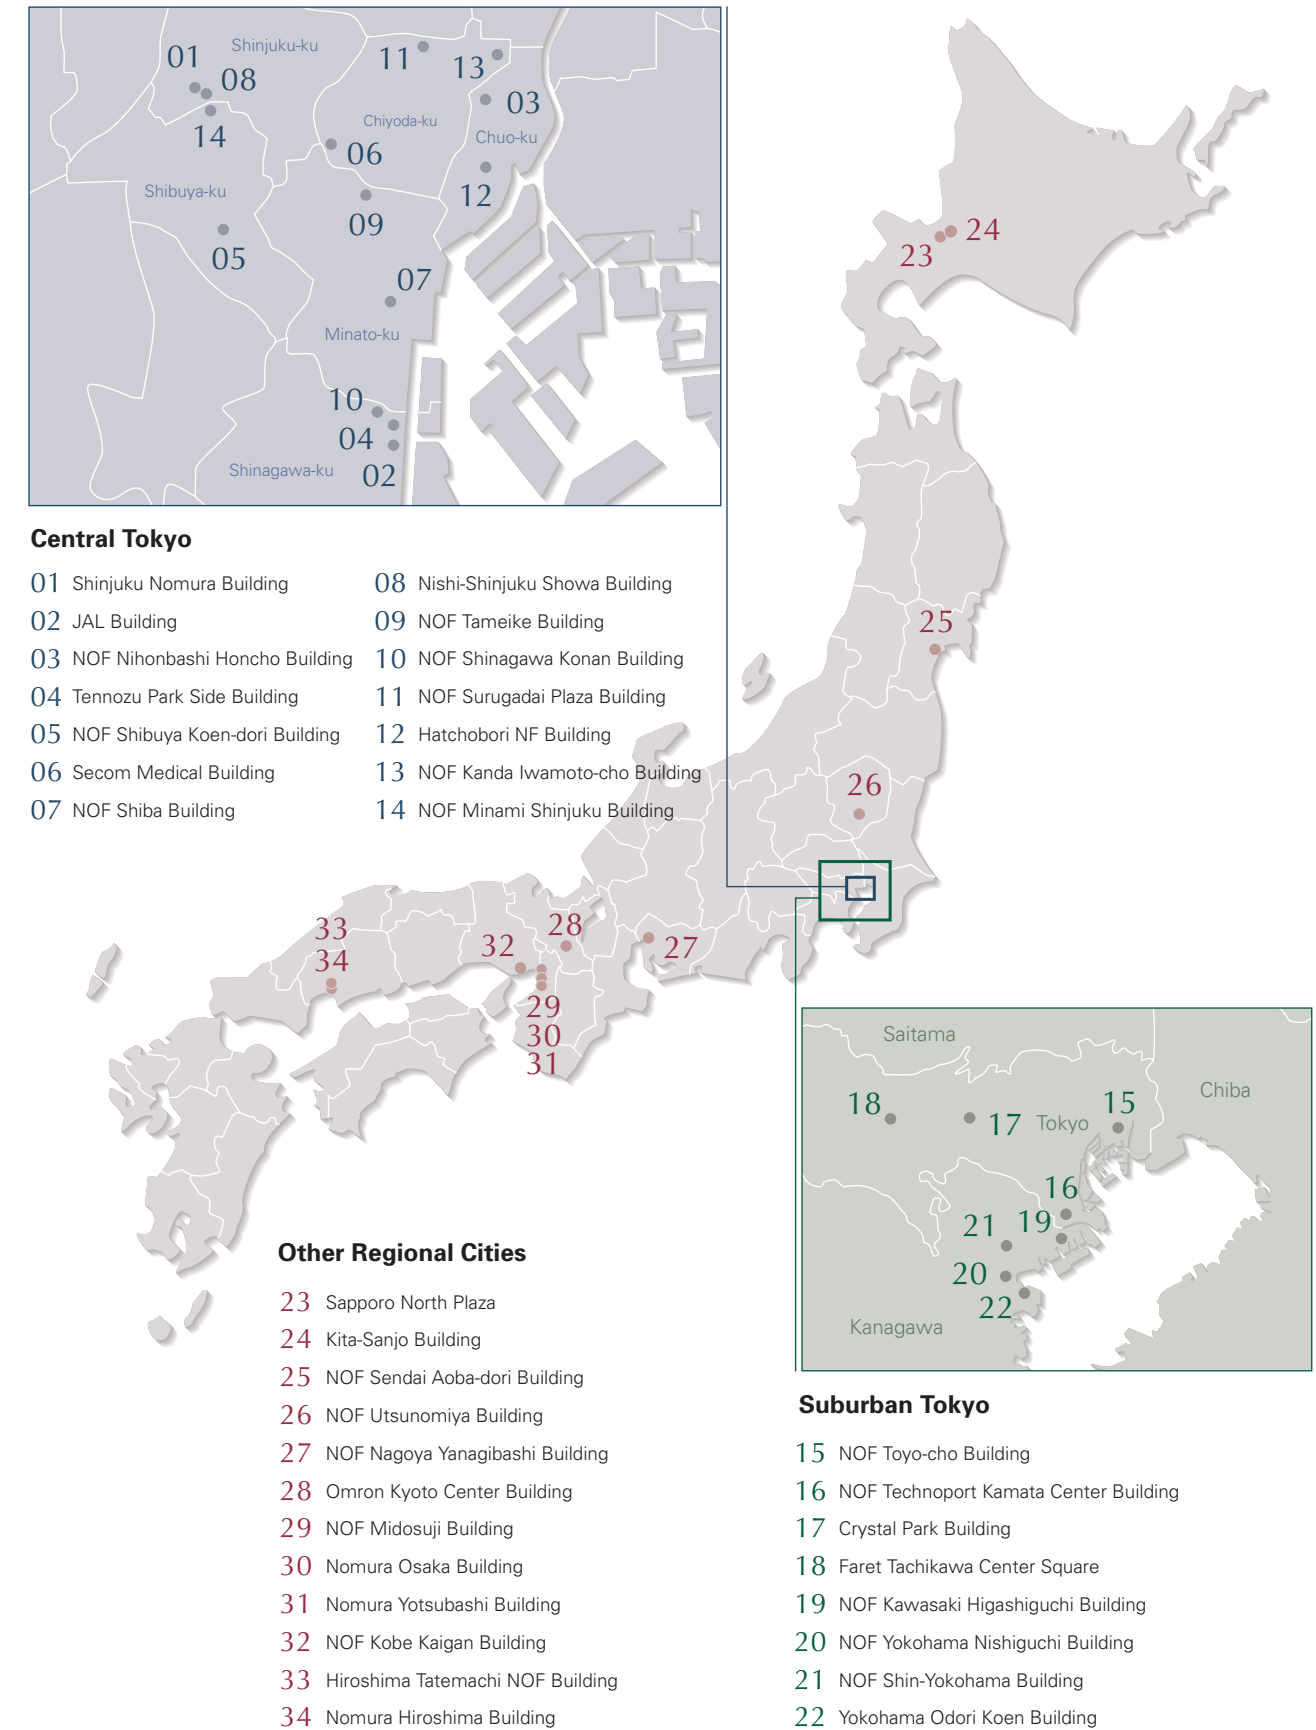 Shinjuku-ku
01
08
14
11
13
03
Chiyoda-ku
Chuo-ku
06
12
Shibuya-ku
09
05
07
Minato-ku
10
04
Shinagawa-ku
02
Central Tokyo
01 Shinjuku Nomura Building
02 JAL Building
03 NOF Nihonbashi Honcho Building
04 Tennozu Park Side Building
05 NOF Shibuya Koen-dori Building
06 Secom Medical Building
07 NOF Shiba Building
08 Nishi-Shinjuku Showa Building
09 NOF Tameike Building
10 NOF Shinagawa Konan Building
11 NOF Surugadai Plaza Building
12 Hatchobori NF Building
13 NOF Kanda Iwamoto-cho Building
14 NOF Minami Shinjuku Building
24
23
25
26
27
28
32
29
30
31
33
34
Saitama
Chiba
18
17
Tokyo
15
16
21
19
20
22
Kanagawa
Other Regional Cities
23 Sapporo North Plaza
24 Kita-Sanjo Building
25 NOF Sendai Aoba-dori Building
26 NOF Utsunomiya Building
27 NOF Nagoya Yanagibashi Building
28 Omron Kyoto Center Building
29 NOF Midosuji Building
30 Nomura Osaka Building
31 Nomura Yotsubashi Building
32 NOF Kobe Kaigan Building
33 Hiroshima Tatemachi NOF Building
34 Nomura Hiroshima Building
Suburban Tokyo
15 NOF Toyo-cho Building
16 NOF Technoport Kamata Center Building
17 Crystal Park Building
18 Faret Tachikawa Center Square
19 NOF Kawasaki Higashiguchi Building
20 NOF Yokohama Nishiguchi Building
21 NOF Shin-Yokohama Building
22 Yokohama Odori Koen Building